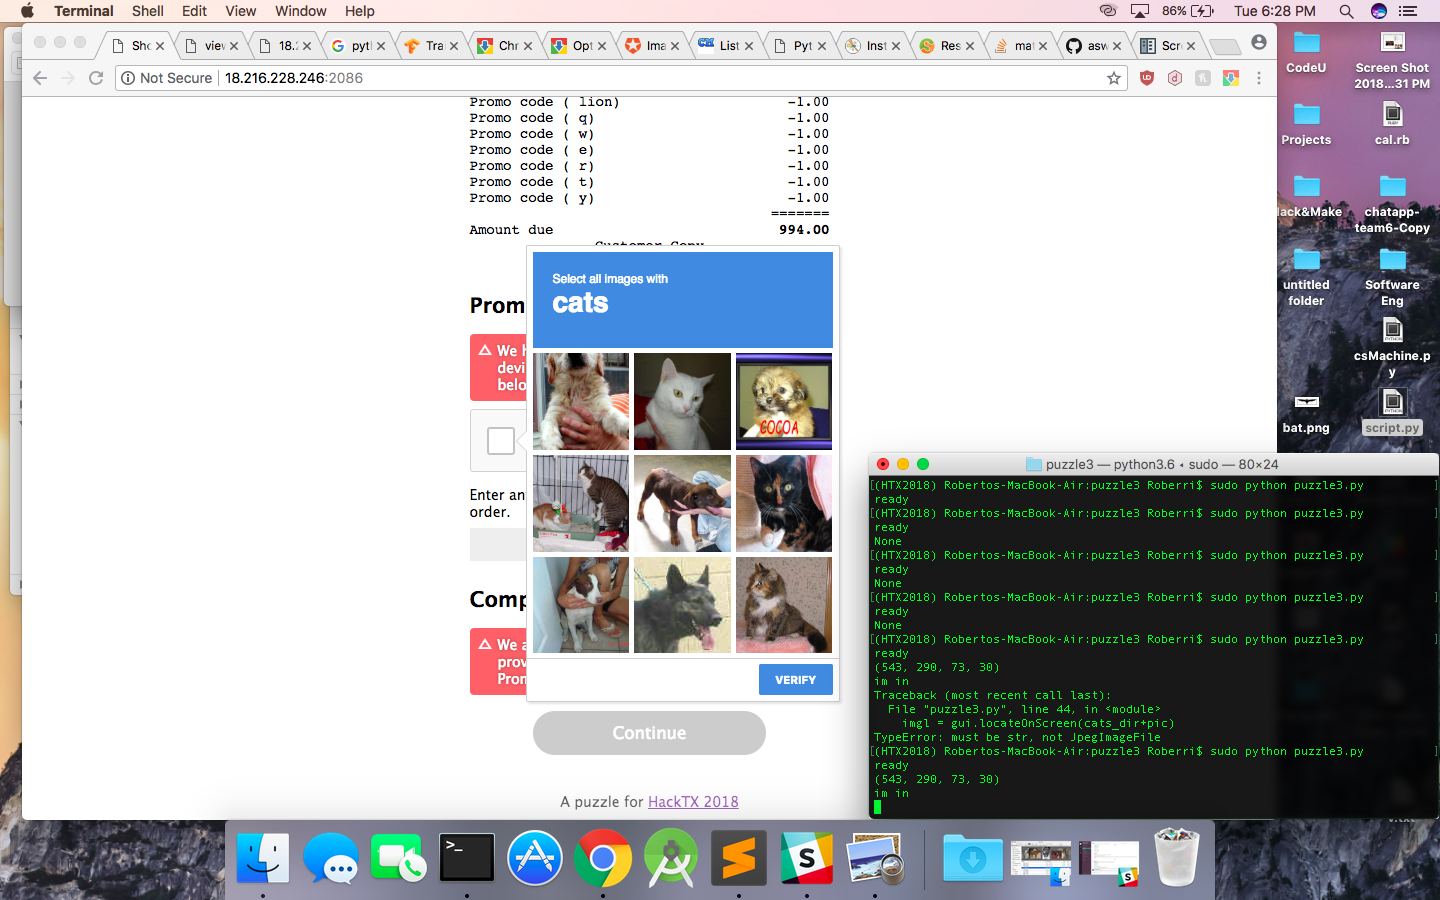 Terminal Shell Edit View Window Help 86% Tue 6:28 PM
Sho view 18.2 pyth Tra Chr Opt Ima List Pyt Inst Res mat asw Scr
Not Secure 18.216.228.246:2086
Promo code ( lion) -1.00
Promo code ( q) -1.00
Promo code ( w) -1.00
Promo code ( e) -1.00
Promo code ( r) -1.00
Promo code ( t) -1.00
Promo code ( y) -1.00
=======
Amount due 994.00
Customer Copy
Prom
We h
devi
belo
Enter an
order.
Comp
We a
prov
Prom
Select all images with
cats
COCOA
VERIFY
Continue
A puzzle for HackTX 2018
CodeU
Screen Shot
2018...31 PM
Projects
cal.rb
Hack&Make
chatapp-
team6-Copy
untitled
folder
Software
Eng
csMachine.p
y
bat.png
script.py
puzzle3 — python3.6 ◂ sudo — 80×24
[(HTX2018) Robertos-MacBook-Air:puzzle3 Roberri$ sudo python puzzle3.py ]
ready
[(HTX2018) Robertos-MacBook-Air:puzzle3 Roberri$ sudo python puzzle3.py ]
ready
None
[(HTX2018) Robertos-MacBook-Air:puzzle3 Roberri$ sudo python puzzle3.py ]
ready
None
[(HTX2018) Robertos-MacBook-Air:puzzle3 Roberri$ sudo python puzzle3.py ]
ready
None
[(HTX2018) Robertos-MacBook-Air:puzzle3 Roberri$ sudo python puzzle3.py ]
ready
(543, 290, 73, 30)
im in
Traceback (most recent call last):
File "puzzle3.py", line 44, in <module>
imgl = gui.locateOnScreen(cats_dir+pic)
TypeError: must be str, not JpegImageFile
[(HTX2018) Robertos-MacBook-Air:puzzle3 Roberri$ sudo python puzzle3.py ]
ready
(543, 290, 73, 30)
im in